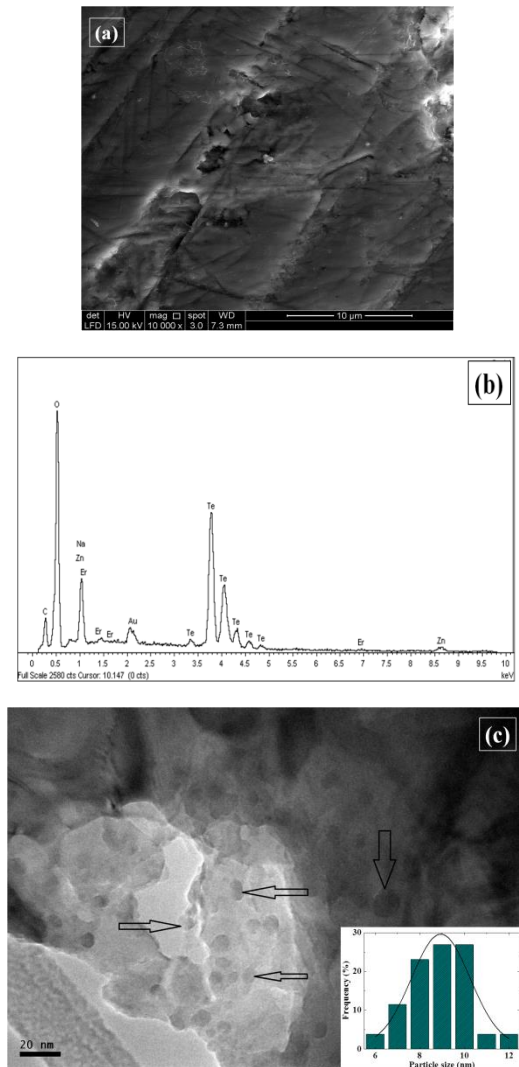 (a)
det HV mag □ spot WD
LFD 15.00 kV 10 000 x 3.0 7.3 mm
10 µm
(b)
O
Te
Na
Zn
Er
Te
C
Er
Er
Au
Te
Te
Te
Te
Er
Zn
0 0.5 1 1.5 2 2.5 3 3.5 4 4.5 5 5.5 6 6.5 7 7.5 8 8.5 9 9.5 10
Full Scale 2580 cts Cursor: 10.147 (0 cts)
keV
(c)
20 nm
Frequency (%)
30
20
10
0
6 8 10 12
Particle size (nm)